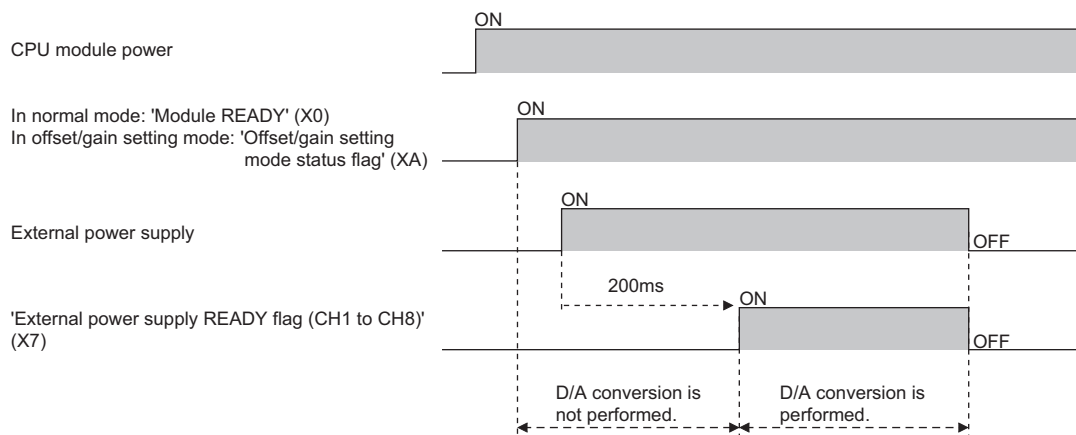 ON
CPU module power
ON
In normal mode: 'Module READY' (X0)
In offset/gain setting mode: 'Offset/gain setting
mode status flag' (XA)
ON
External power supply
OFF
200ms
ON
'External power supply READY flag (CH1 to CH8)'
(X7)
OFF
D/A conversion is
not performed.
D/A conversion is
performed.